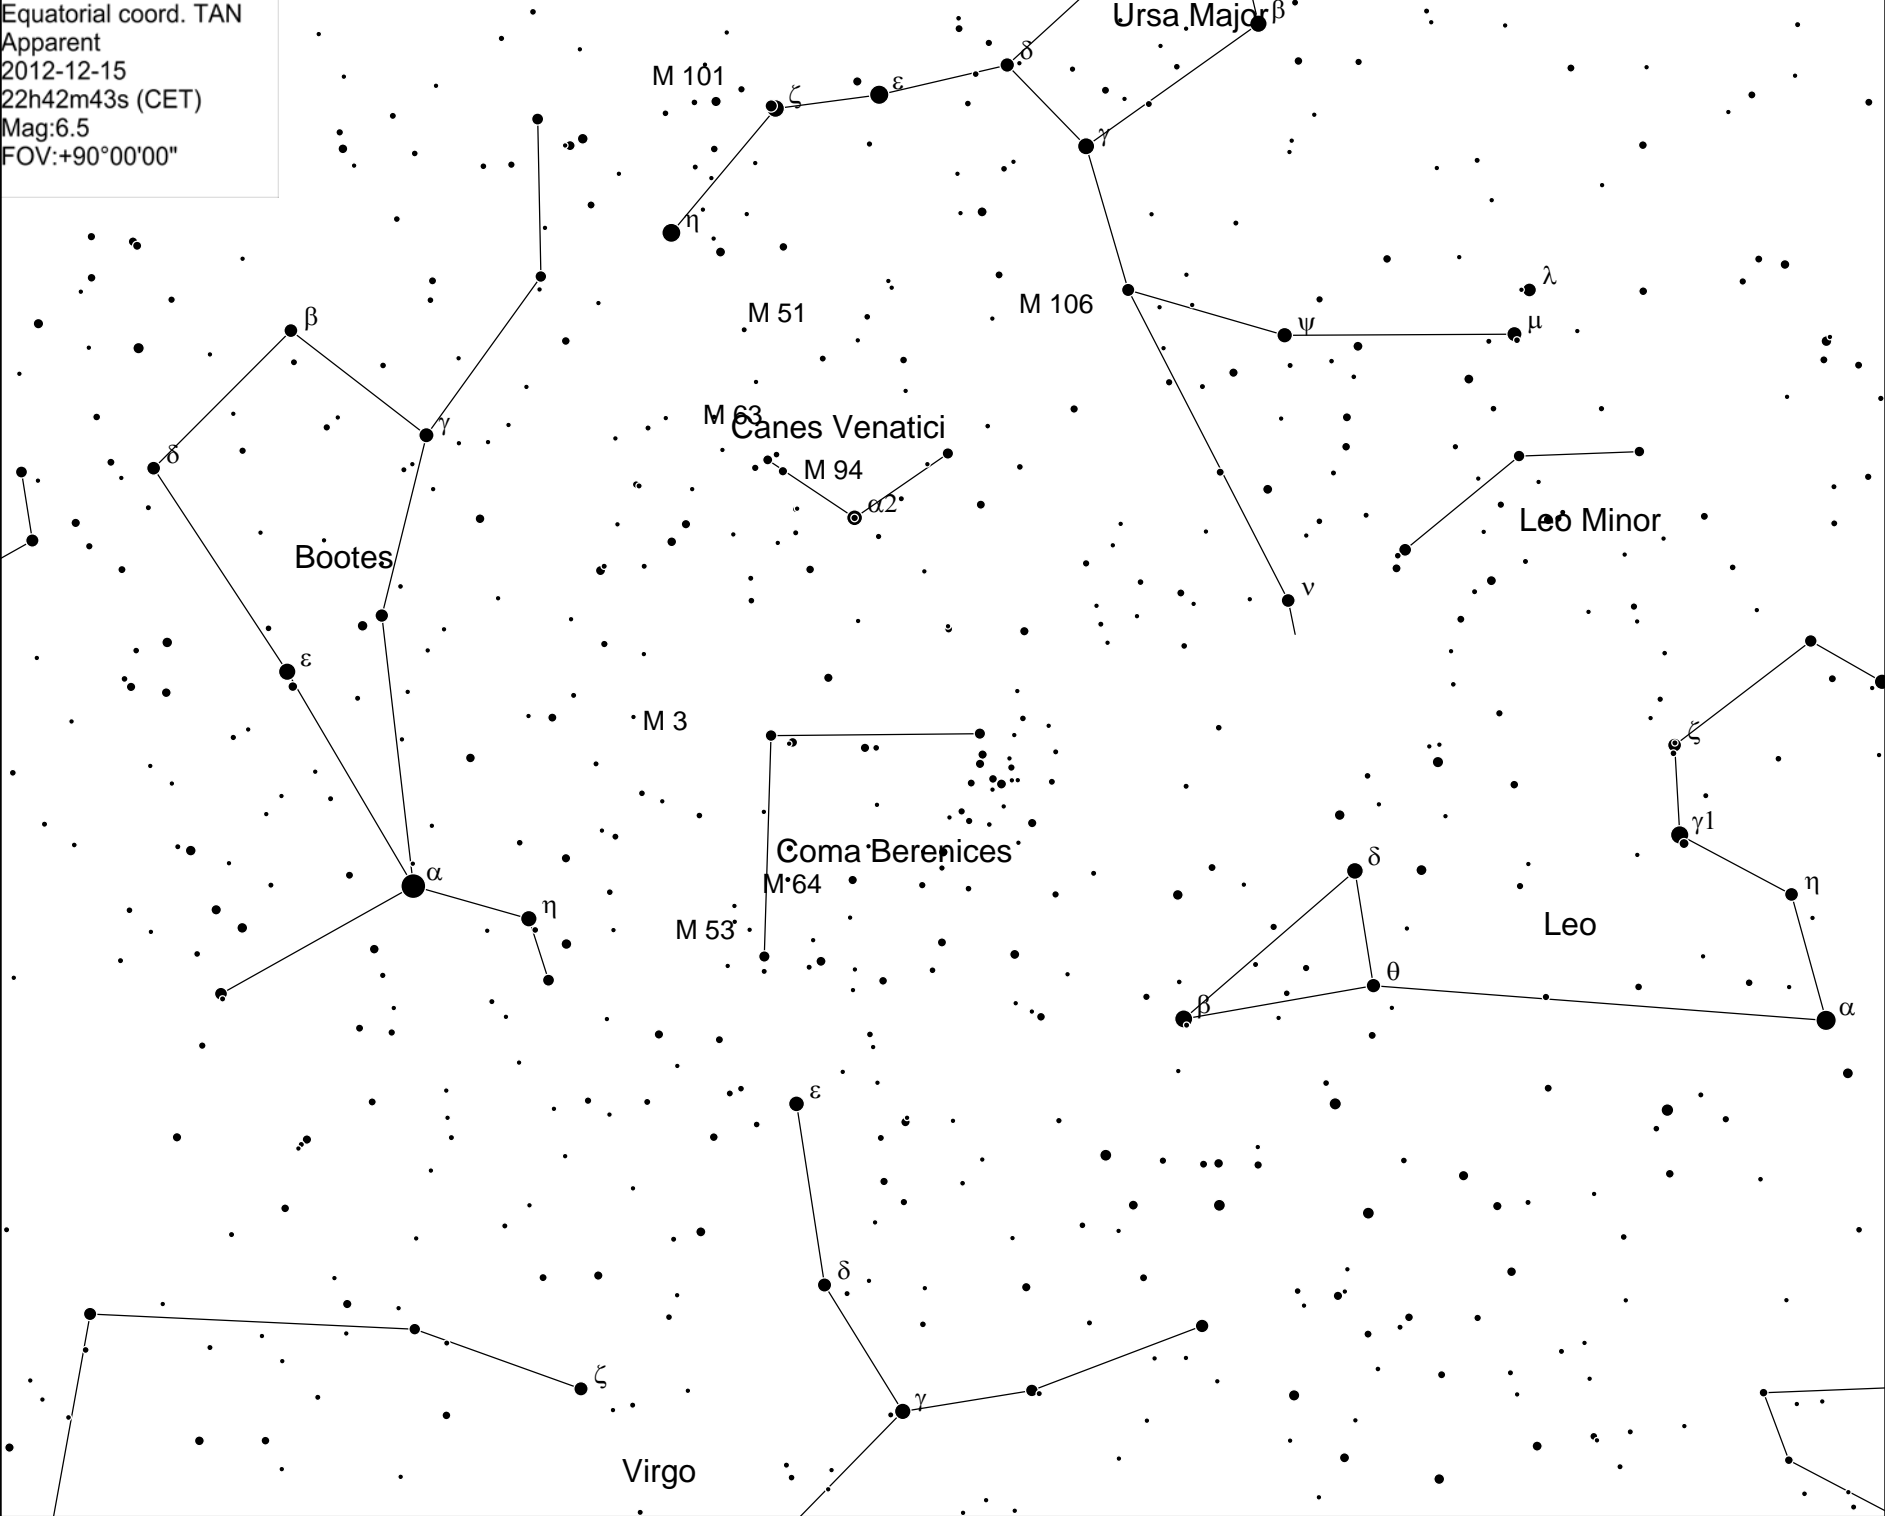 Equatorial coord. TAN
Apparent
2012-12-15
22h42m43s (CET)
Mag:6.5
FOV:+90°00'00"
Ursa Major
β
δ
M 101
ζ
ε
γ
η
λ
M 106
M 51
β
ψ
μ
M 63
γ
Canes Venatici
δ
M 94
α2
Leo Minor
Bootes
ν
ε
M 3
ζ
γ1
Coma Berenices
δ
α
M 64
η
η
Leo
M 53
θ
β
α
ε
δ
ζ
γ
Virgo